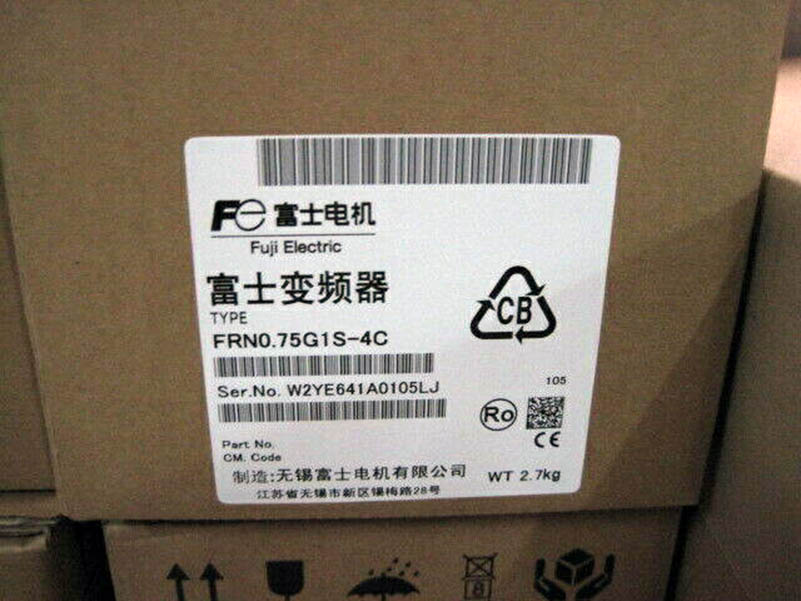 Fe 富士电机
Fuji Electric
富士变频器
TYPE
FRN0.75G1S-4C
CB
Ser.No. W2YE641A0105LJ
105
Ro
CE
Part No.
CM. Code
制造:无锡富士电机有限公司
WT 2.7kg
江苏省无锡市新区锡梅路28号
8